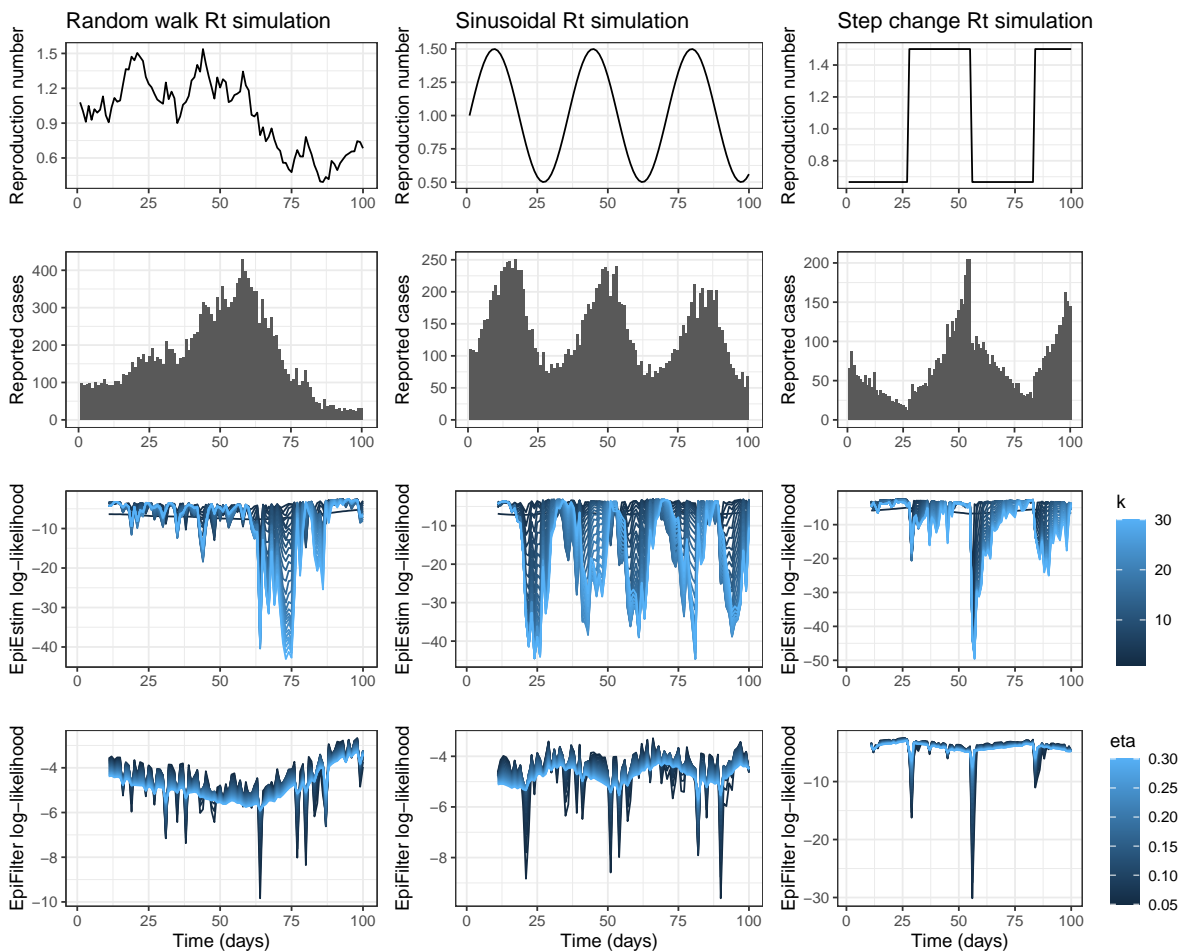 Random walk Rt simulation
Sinusoidal Rt simulation
Step change Rt simulation
Reproduction number
1.5
1.2
0.9
0.6
0 25 50 75 100
Reproduction number
1.50
1.25
1.00
0.75
0.50
0 25 50 75 100
Reproduction number
1.4
1.2
1.0
0.8
0 25 50 75 100
Reported cases
400
300
200
100
0
0 25 50 75 100
Reported cases
250
200
150
100
50
0
0 25 50 75 100
Reported cases
200
150
100
50
0
0 25 50 75 100
EpiEstim log−likelihood
−10
−20
−30
−40
0 25 50 75 100
EpiEstim log−likelihood
−10
−20
−30
−40
0 25 50 75 100
EpiEstim log−likelihood
−10
−20
−30
−40
−50
0 25 50 75 100
k
30
20
10
EpiFilter log−likelihood
−4
−6
−8
−10
0 25 50 75 100
Time (days)
EpiFilter log−likelihood
−4
−6
−8
0 25 50 75 100
Time (days)
EpiFilter log−likelihood
−10
−20
−30
0 25 50 75 100
Time (days)
eta
0.30
0.25
0.20
0.15
0.10
0.05